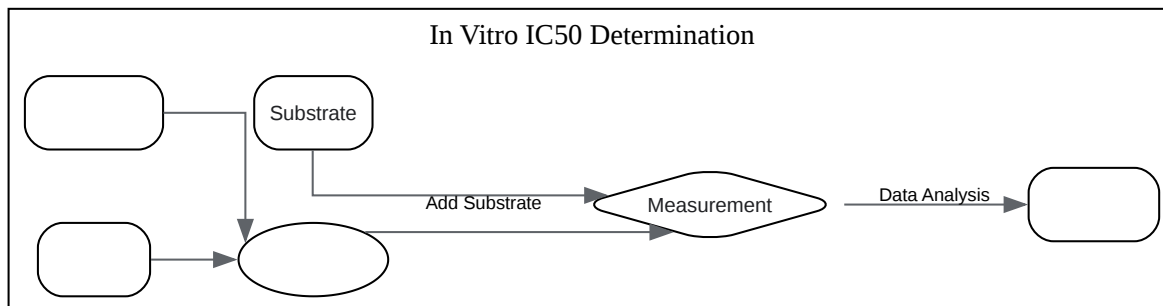 In Vitro IC50 Determination
Substrate
Add Substrate
Measurement
Data Analysis